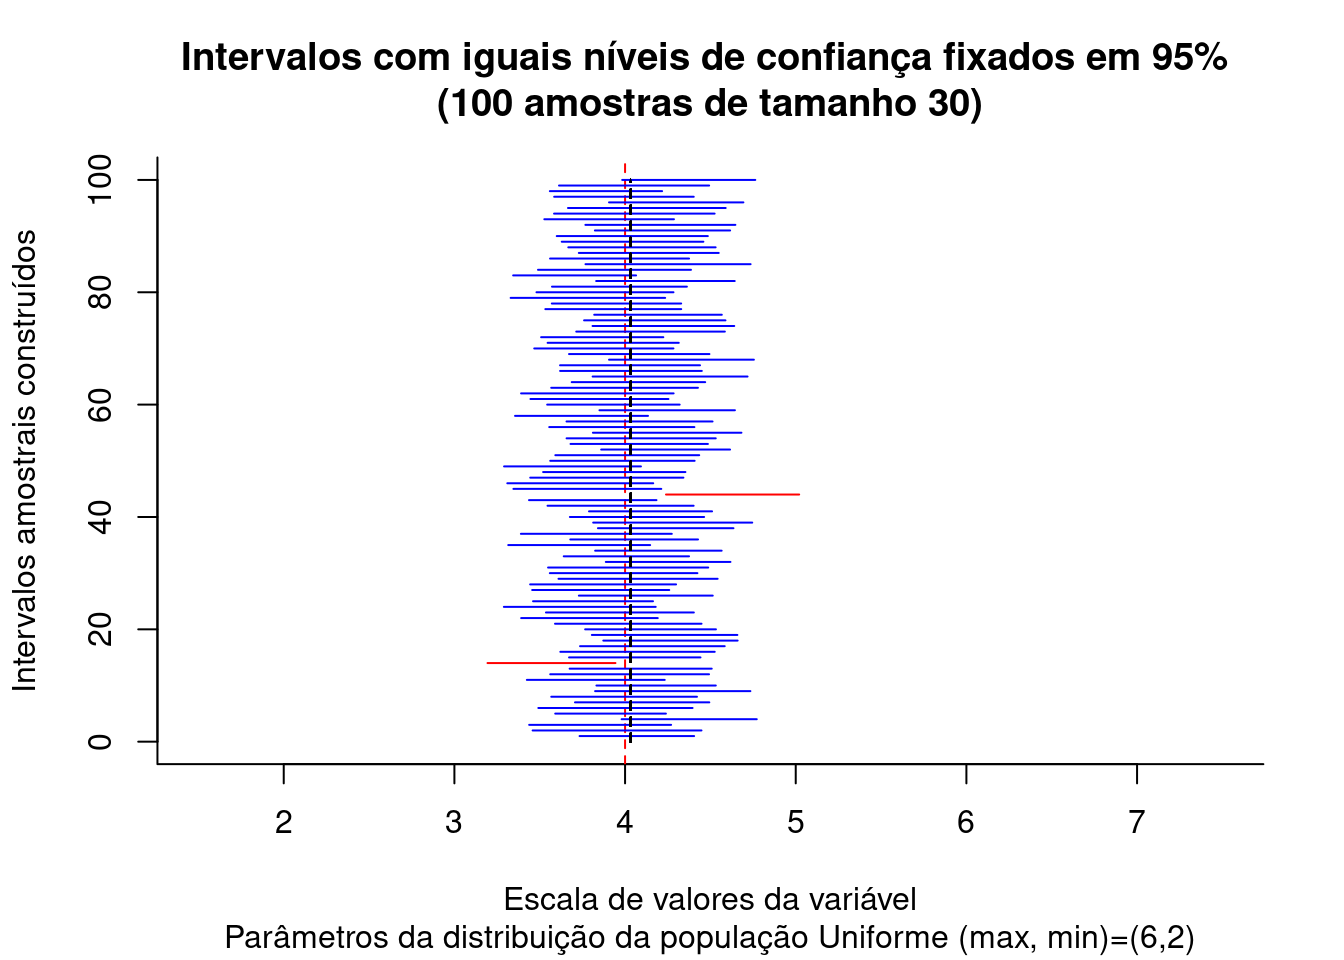 Intervalos com iguais níveis de confiança fixados em 95%
(100 amostras de tamanho 30)
Intervalos amostrais construídos
100
80
60
40
20
0
2 3 4 5 6 7
Escala de valores da variável
Parâmetros da distribuição da população Uniforme (max, min)=(6,2)